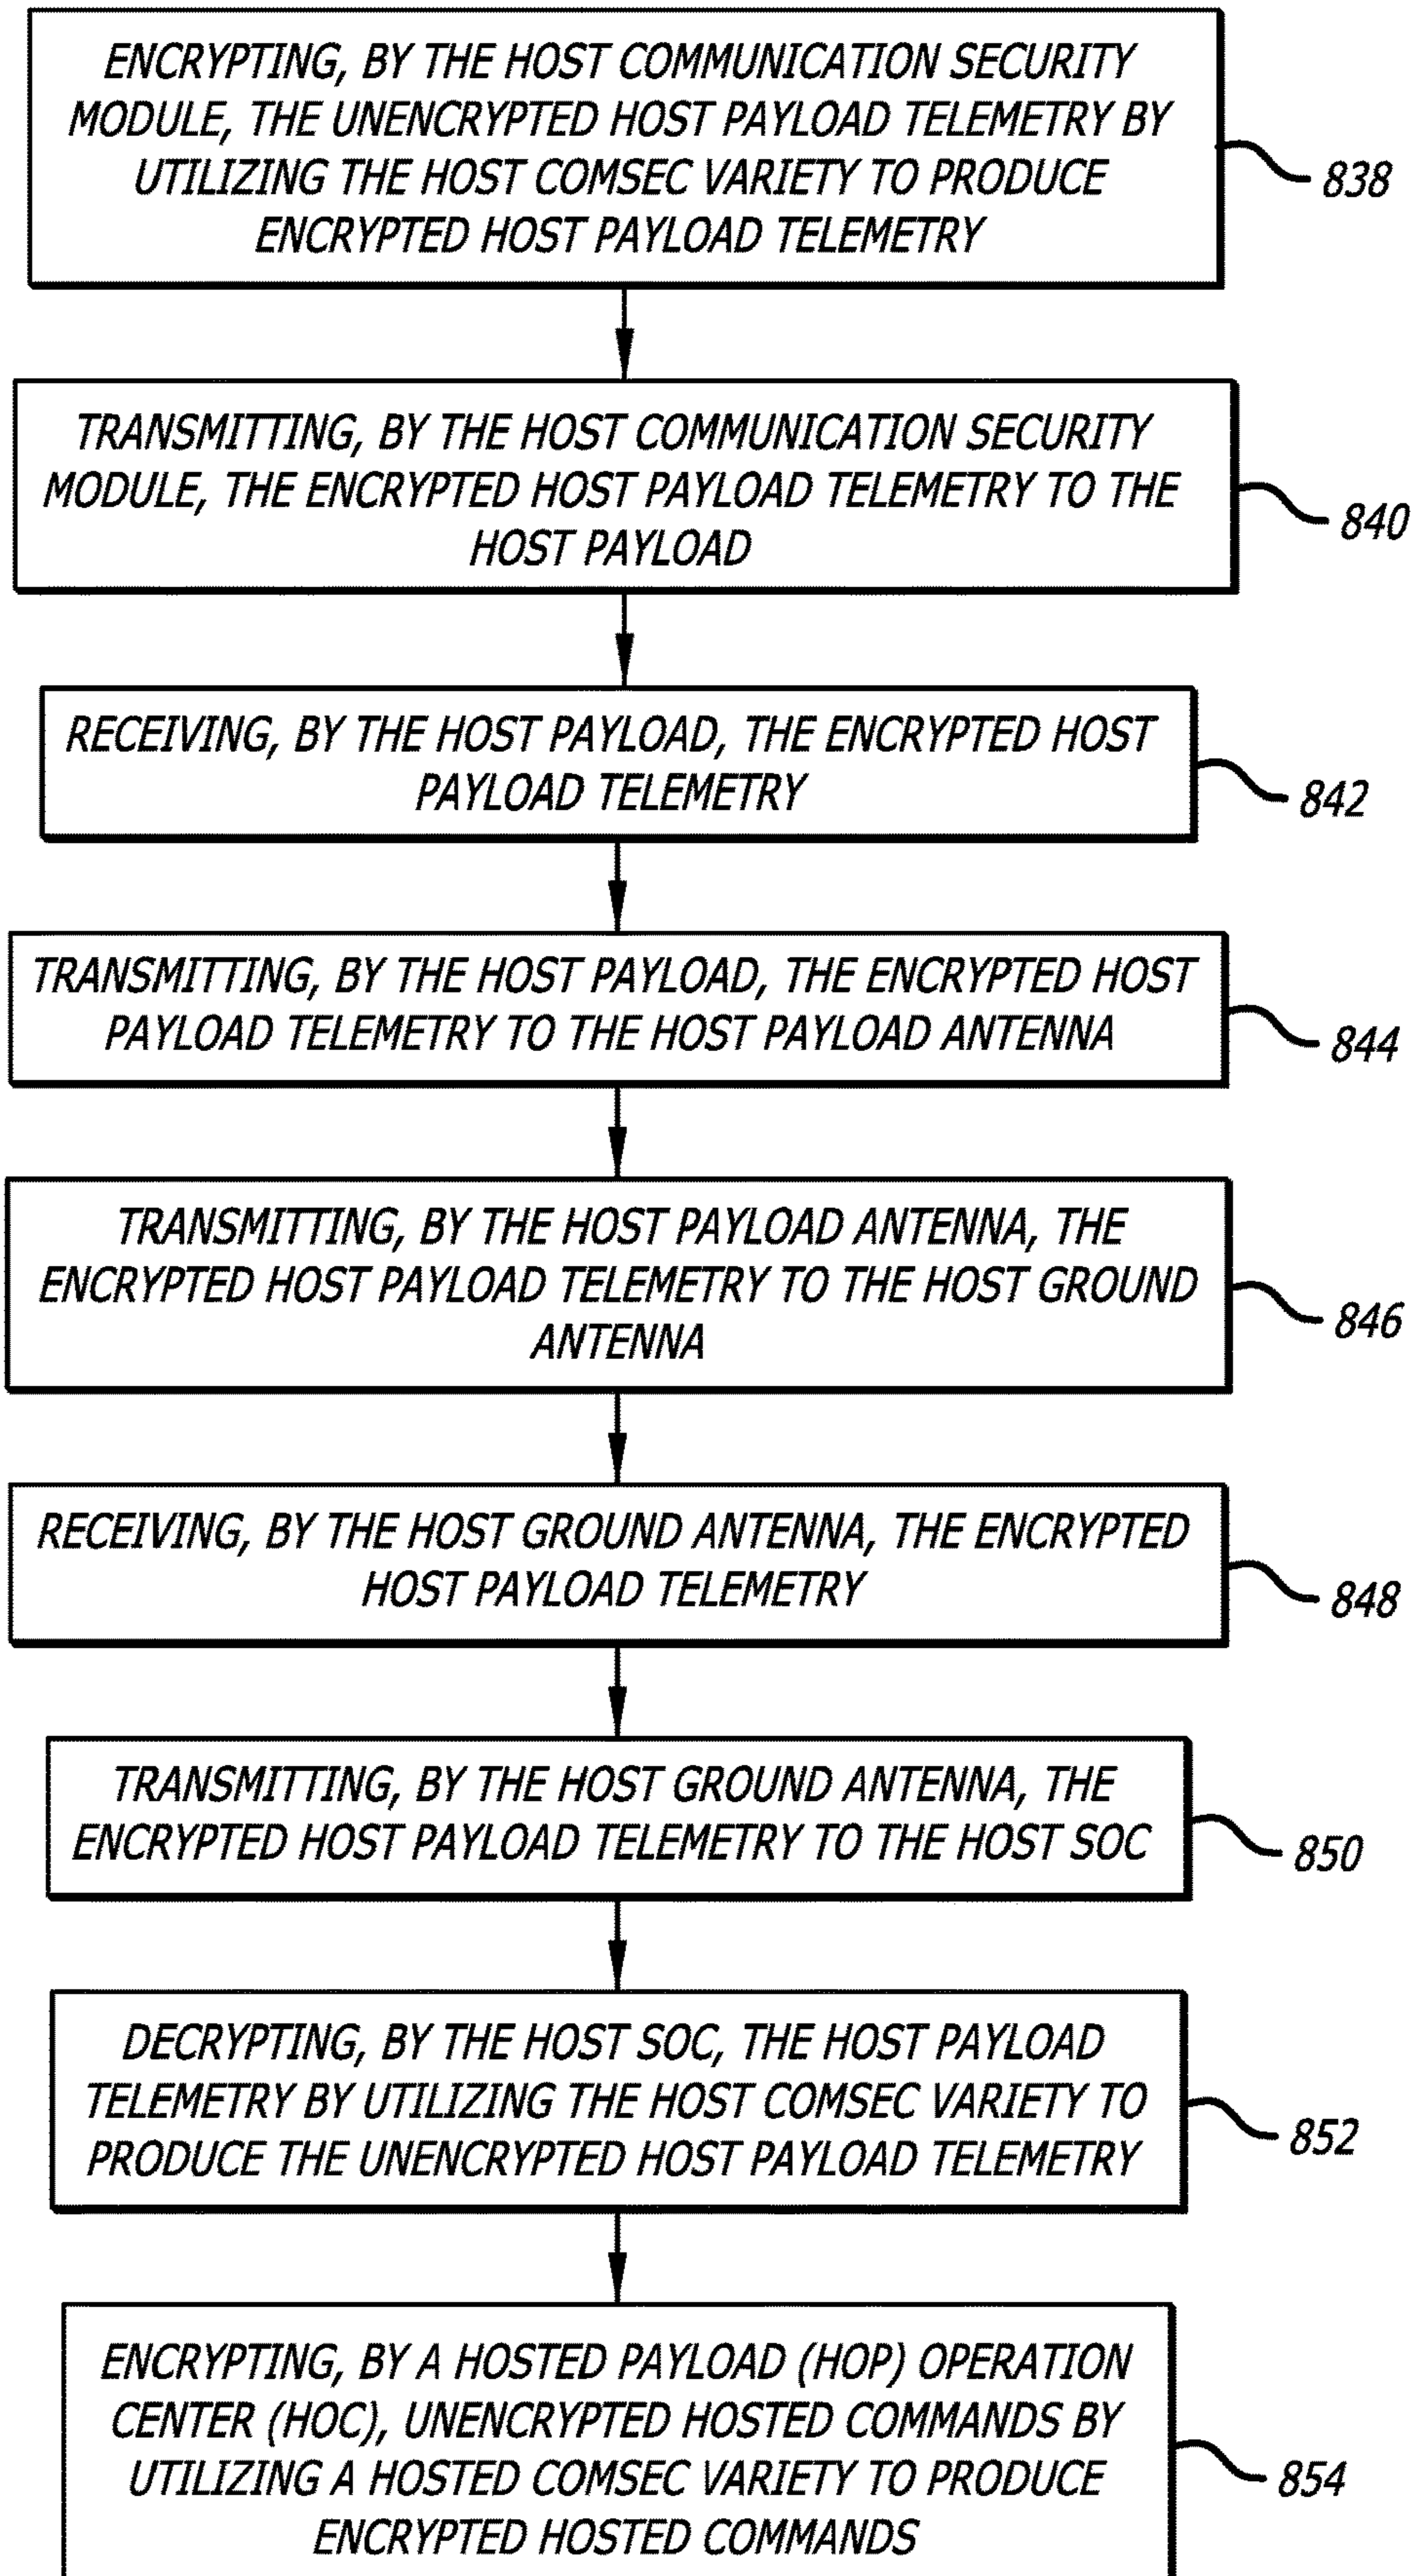 ENCRYPTING, BY THE HOST COMMUNICATION SECURITY
MODULE, THE UNENCRYPTED HOST PAYLOAD TELEMETRY BY
UTILIZING THE HOST COMSEC VARIETY TO PRODUCE
ENCRYPTED HOST PAYLOAD TELEMETRY
838
TRANSMITTING, BY THE HOST COMMUNICATION SECURITY
MODULE, THE ENCRYPTED HOST PAYLOAD TELEMETRY TO THE
HOST PAYLOAD
840
RECEIVING, BY THE HOST PAYLOAD, THE ENCRYPTED HOST
PAYLOAD TELEMETRY
842
TRANSMITTING, BY THE HOST PAYLOAD, THE ENCRYPTED HOST
PAYLOAD TELEMETRY TO THE HOST PAYLOAD ANTENNA
844
TRANSMITTING, BY THE HOST PAYLOAD ANTENNA, THE
ENCRYPTED HOST PAYLOAD TELEMETRY TO THE HOST GROUND
ANTENNA
846
RECEIVING, BY THE HOST GROUND ANTENNA, THE ENCRYPTED
HOST PAYLOAD TELEMETRY
848
TRANSMITTING, BY THE HOST GROUND ANTENNA, THE
ENCRYPTED HOST PAYLOAD TELEMETRY TO THE HOST SOC
850
DECRYPTING, BY THE HOST SOC, THE HOST PAYLOAD
TELEMETRY BY UTILIZING THE HOST COMSEC VARIETY TO
PRODUCE THE UNENCRYPTED HOST PAYLOAD TELEMETRY
852
ENCRYPTING, BY A HOSTED PAYLOAD (HOP) OPERATION
CENTER (HOC), UNENCRYPTED HOSTED COMMANDS BY
UTILIZING A HOSTED COMSEC VARIETY TO PRODUCE
ENCRYPTED HOSTED COMMANDS
854